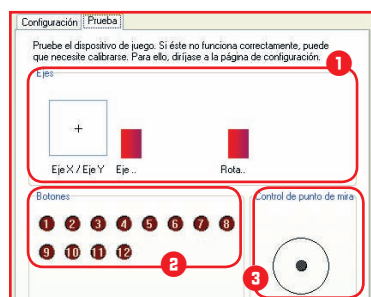 Configuración Prueba
Pruebe el dispositivo de juego. Si éste no funciona correctamente, puede
que necesite calibrarse. Para ello, diríjase a la página de configuración.
Ejes
1
Eje X / Eje Y Eje .. Rota..
Botones
1 2 3 4 5 6 7 8
9 10 11 12
2
Control de punto de mira
3